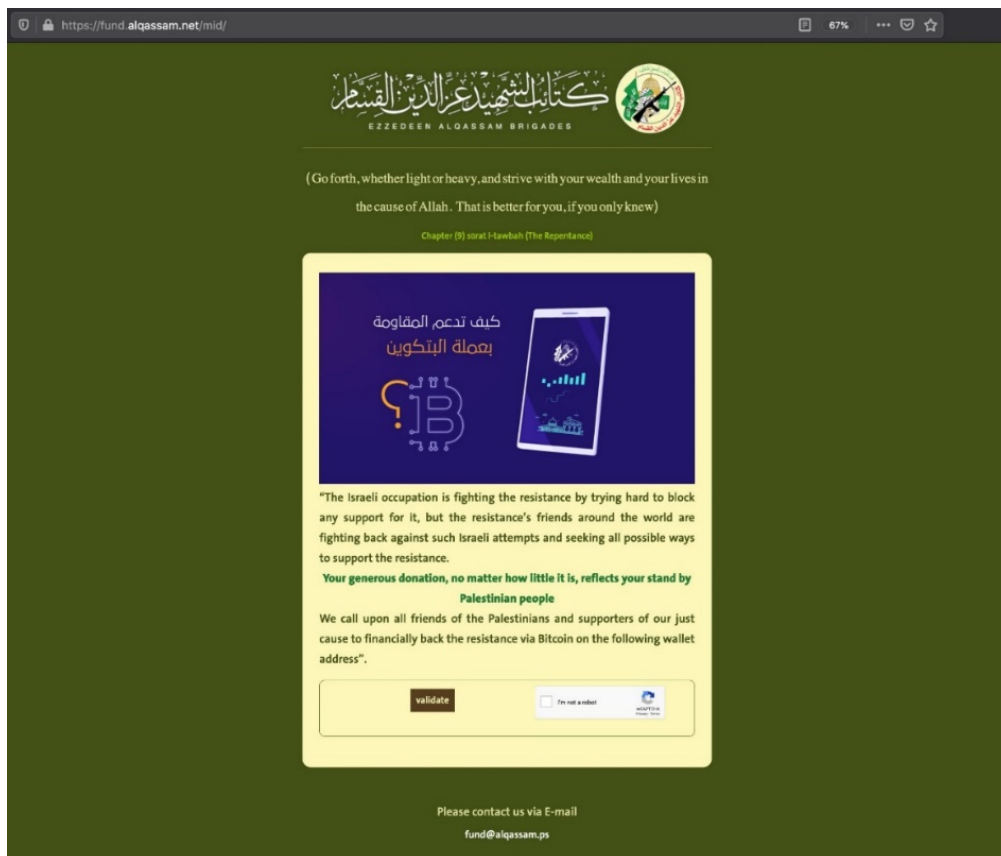 https://fund.alqassam.net/mid/
67%
كتائب الشهيد عز الدين القسام
EZZEDEEN ALQASSAM BRIGADES
(Go forth, whether light or heavy, and strive with your wealth and your lives in
the cause of Allah . That is better for you, if you only knew)
Chapter (9) sorat l-tawbah (The Repentance)
كيف تدعم المقاومة
بعملة البتكوين
؟
"The Israeli occupation is fighting the resistance by trying hard to block
any support for it, but the resistance's friends around the world are
fighting back against such Israeli attempts and seeking all possible ways
to support the resistance.
Your generous donation, no matter how little it is, reflects your stand by
Palestinian people
We call upon all friends of the Palestinians and supporters of our just
cause to financially back the resistance via Bitcoin on the following wallet
address".
validate
I'm not a robot
reCAPTCHA
Privacy - Terms
Please contact us via E-mail
fund@alqassam.ps